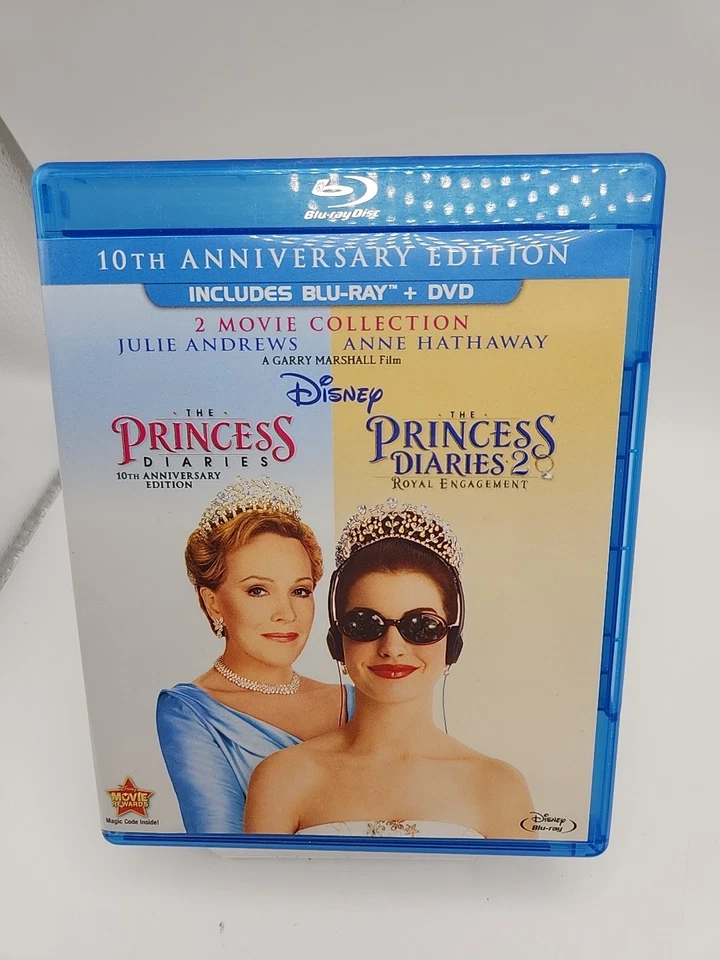 Blu-ray Disc
10TH ANNIVERSARY EDITION
INCLUDES BLU-RAY™ + DVD
2 MOVIE COLLECTION
JULIE ANDREWS ANNE HATHAWAY
A GARRY MARSHALL Film
Disney
· THE ·
PRINCESS
DIARIES
10TH ANNIVERSARY
EDITION
· THE ·
PRINCESS
DIARIES 2
ROYAL ENGAGEMENT
Disney
MOVIE
REWARDS
Magic Code Inside!
Disney
Blu-ray